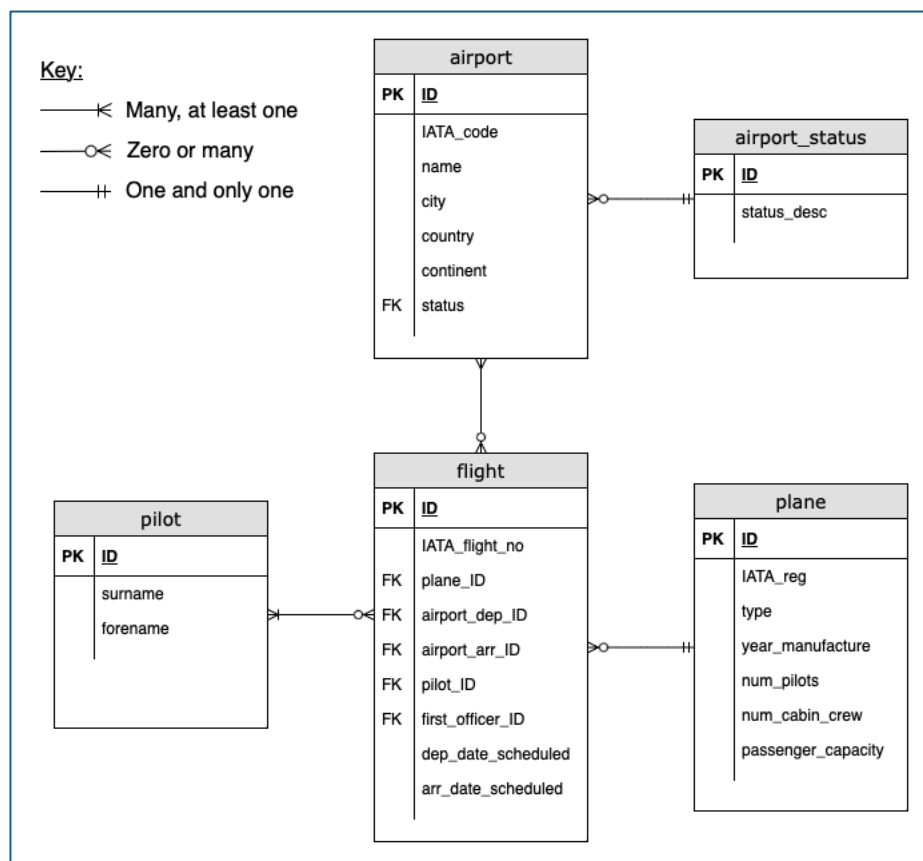 Key:
Many, at least one
Zero or many
One and only one
airport
PK ID
IATA_code
name
city
country
continent
FK status
airport_status
PK ID
status_desc
flight
PK ID
IATA_flight_no
FK plane_ID
FK airport_dep_ID
FK airport_arr_ID
FK pilot_ID
FK first_officer_ID
dep_date_scheduled
arr_date_scheduled
pilot
PK ID
surname
forename
plane
PK ID
IATA_reg
type
year_manufacture
num_pilots
num_cabin_crew
passenger_capacity